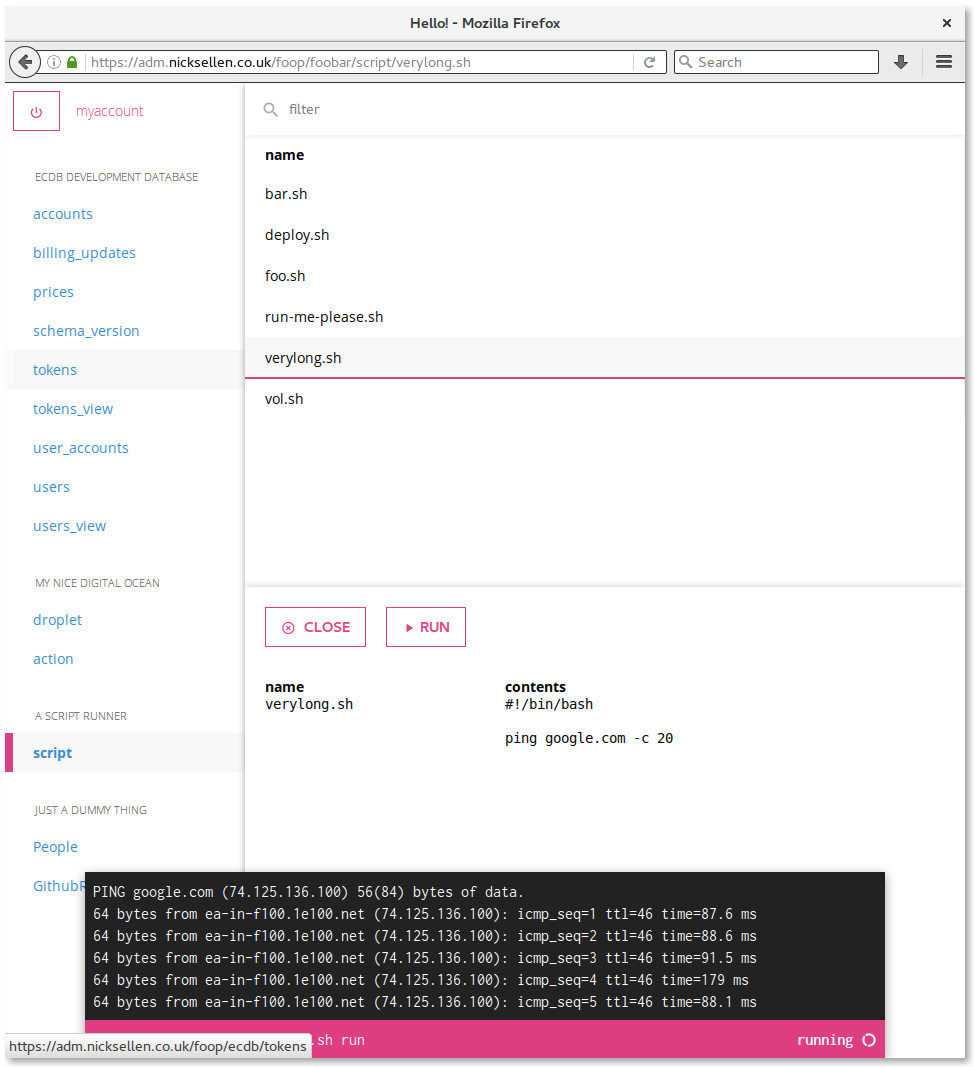 Hello! - Mozilla Firefox
https://adm.nicksellen.co.uk/foop/foobar/script/verylong.sh
Search
myaccount
ECDB DEVELOPMENT DATABASE
accounts
billing_updates
prices
schema_version
tokens
tokens_view
user_accounts
users
users_view
MY NICE DIGITAL OCEAN
droplet
action
A SCRIPT RUNNER
script
JUST A DUMMY THING
People
GithubR
filter
name
bar.sh
deploy.sh
foo.sh
run-me-please.sh
verylong.sh
vol.sh
CLOSE
RUN
name
verylong.sh
contents
#!/bin/bash
ping google.com -c 20
PING google.com (74.125.136.100) 56(84) bytes of data.
64 bytes from ea-in-f100.1e100.net (74.125.136.100): icmp_seq=1 ttl=46 time=87.6 ms
64 bytes from ea-in-f100.1e100.net (74.125.136.100): icmp_seq=2 ttl=46 time=88.6 ms
64 bytes from ea-in-f100.1e100.net (74.125.136.100): icmp_seq=3 ttl=46 time=91.5 ms
64 bytes from ea-in-f100.1e100.net (74.125.136.100): icmp_seq=4 ttl=46 time=179 ms
64 bytes from ea-in-f100.1e100.net (74.125.136.100): icmp_seq=5 ttl=46 time=88.1 ms
.sh run
running
https://adm.nicksellen.co.uk/foop/ecdb/tokens